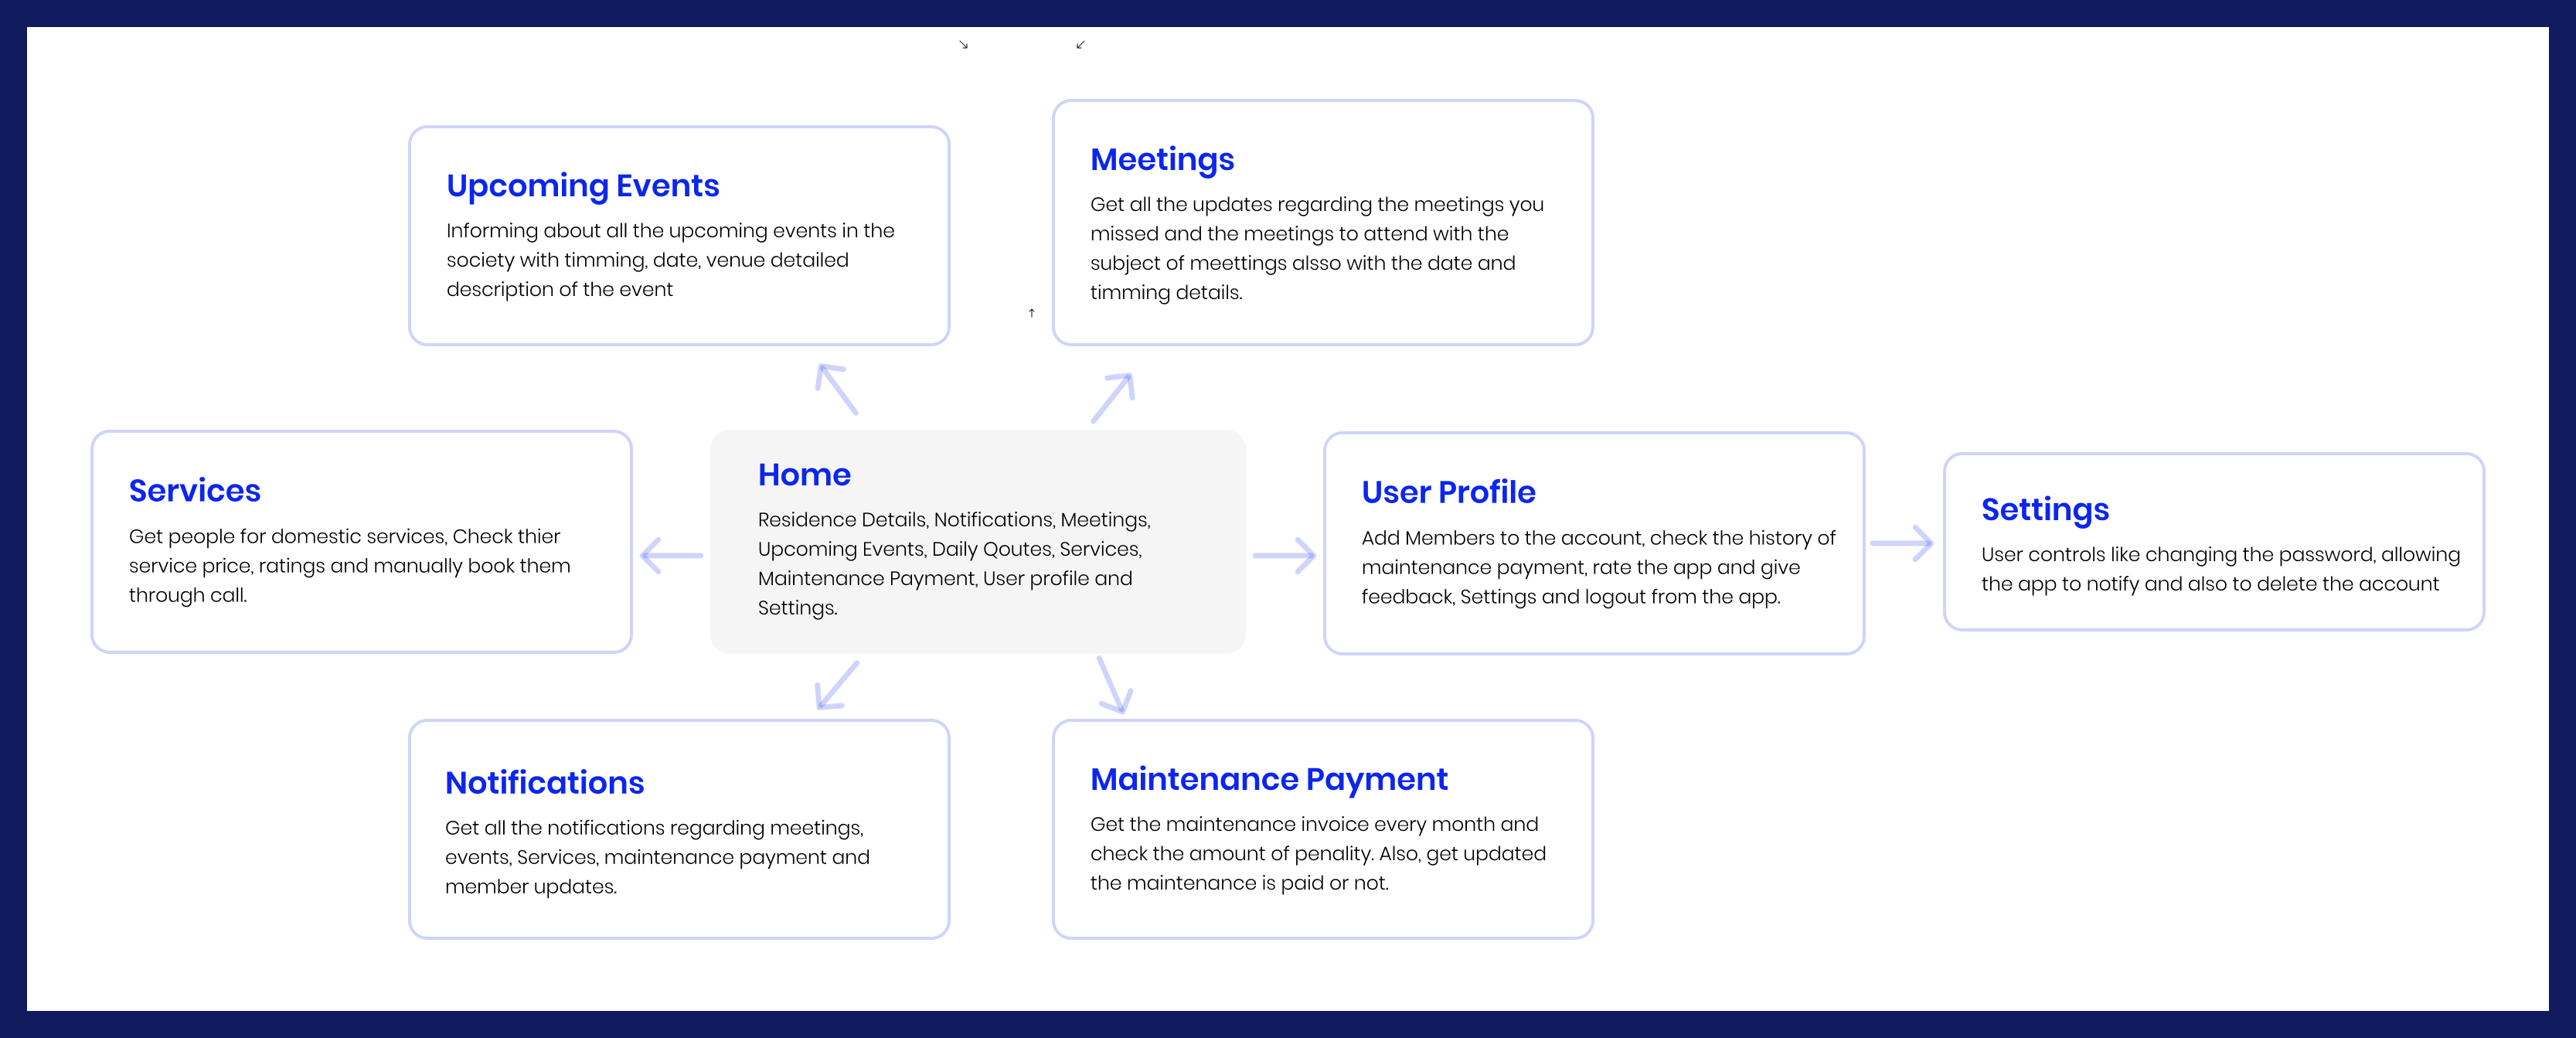 Upcoming Events
Informing about all the upcoming events in the
society with timming, date, venue detailed
description of the event
Meetings
Get all the updates regarding the meetings you
missed and the meetings to attend with the
subject of meettings alsso with the date and
timming details.
Services
Get people for domestic services, Check thier
service price, ratings and manually book them
through call.
Home
Residence Details, Notifications, Meetings,
Upcoming Events, Daily Qoutes, Services,
Maintenance Payment, User profile and
Settings.
User Profile
Add Members to the account, check the history of
maintenance payment, rate the app and give
feedback, Settings and logout from the app.
Settings
User controls like changing the password, allowing
the app to notify and also to delete the account
Notifications
Get all the notifications regarding meetings,
events, Services, maintenance payment and
member updates.
Maintenance Payment
Get the maintenance invoice every month and
check the amount of penality. Also, get updated
the maintenance is paid or not.